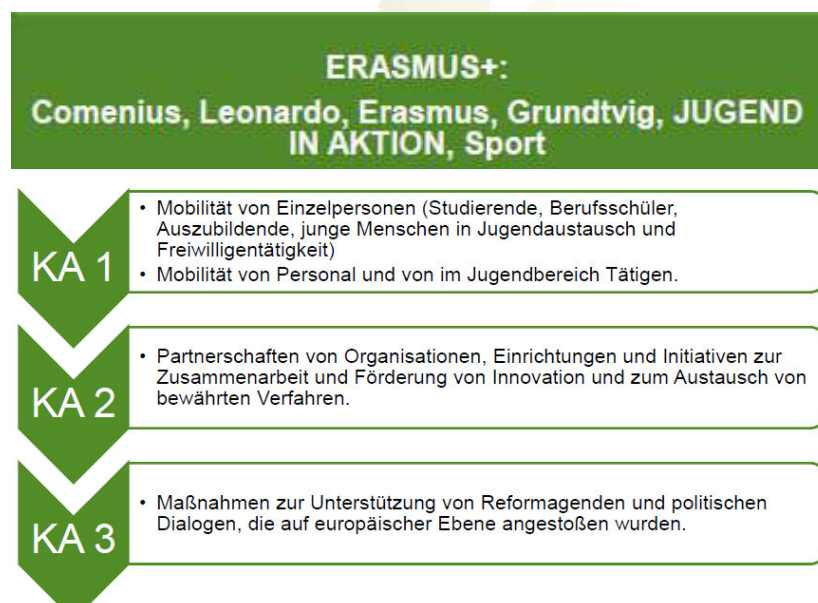 ERASMUS+:
Comenius, Leonardo, Erasmus, Grundtvig, JUGEND
IN AKTION, Sport
KA 1
• Mobilität von Einzelpersonen (Studierende, Berufsschüler,
Auszubildende, junge Menschen in Jugendaustausch und
Freiwilligentätigkeit)
• Mobilität von Personal und von im Jugendbereich Tätigen.
KA 2
• Partnerschaften von Organisationen, Einrichtungen und Initiativen zur
Zusammenarbeit und Förderung von Innovation und zum Austausch von
bewährten Verfahren.
KA 3
• Maßnahmen zur Unterstützung von Reformagenden und politischen
Dialogen, die auf europäischer Ebene angestoßen wurden.